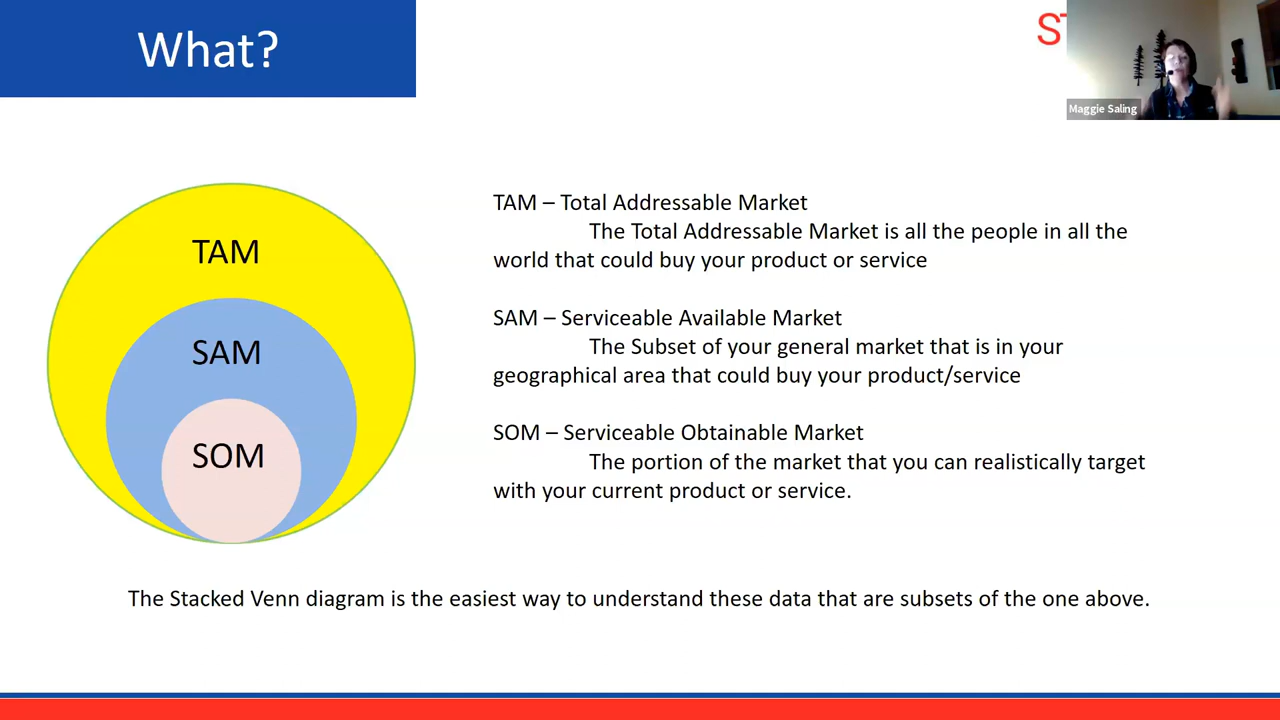 What?
ST
Maggie Saling
TAM
SAM
SOM
TAM – Total Addressable Market
The Total Addressable Market is all the people in all the
world that could buy your product or service
SAM – Serviceable Available Market
The Subset of your general market that is in your
geographical area that could buy your product/service
SOM – Serviceable Obtainable Market
The portion of the market that you can realistically target
with your current product or service.
The Stacked Venn diagram is the easiest way to understand these data that are subsets of the one above.